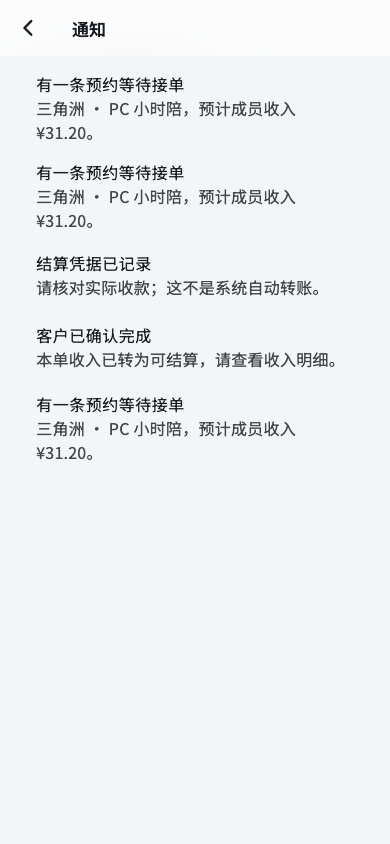 通知
有一条预约等待接单
三角洲 · PC 小时陪，预计成员收入
¥31.20。
有一条预约等待接单
三角洲 · PC 小时陪，预计成员收入
¥31.20。
结算凭据已记录
请核对实际收款；这不是系统自动转账。
客户已确认完成
本单收入已转为可结算，请查看收入明细。
有一条预约等待接单
三角洲 · PC 小时陪，预计成员收入
¥31.20。